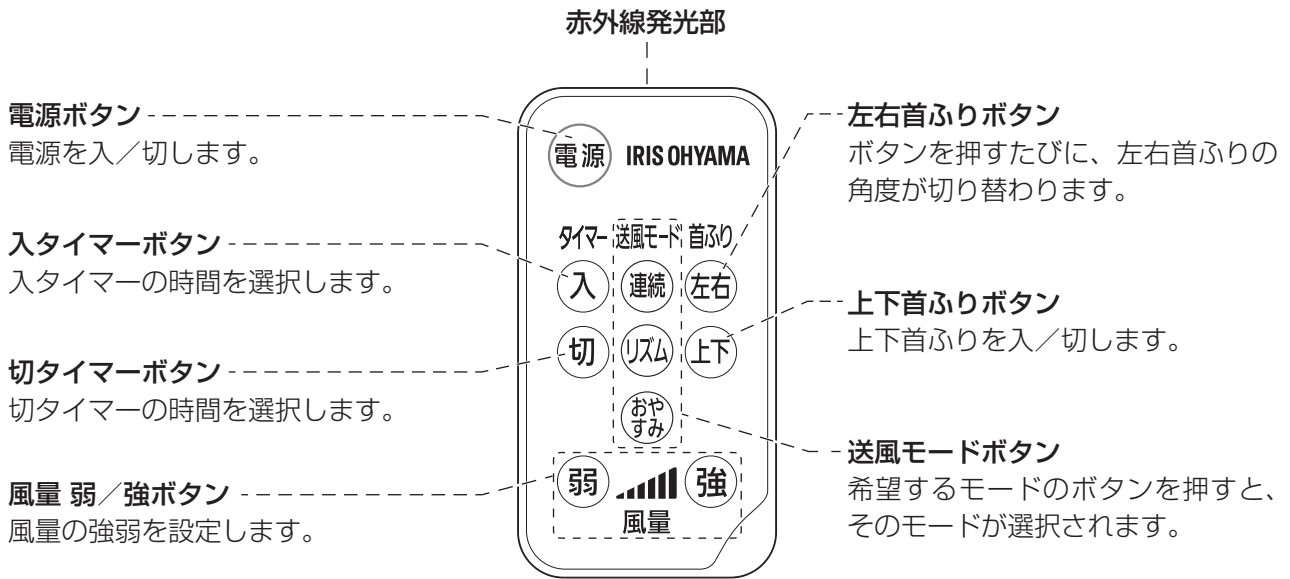 赤外線発光部
電源ボタン
電源を入／切します。
入タイマーボタン
入タイマーの時間を選択します。
切タイマーボタン
切タイマーの時間を選択します。
風量 弱／強ボタン
風量の強弱を設定します。
電源 IRIS OHYAMA
タイマー 送風モード 首ふり
入 連続 左右
切 リズム 上下
おや
すみ
弱 強
風量
左右首ふりボタン
ボタンを押すたびに、左右首ふりの
角度が切り替わります。
上下首ふりボタン
上下首ふりを入／切します。
送風モードボタン
希望するモードのボタンを押すと、
そのモードが選択されます。